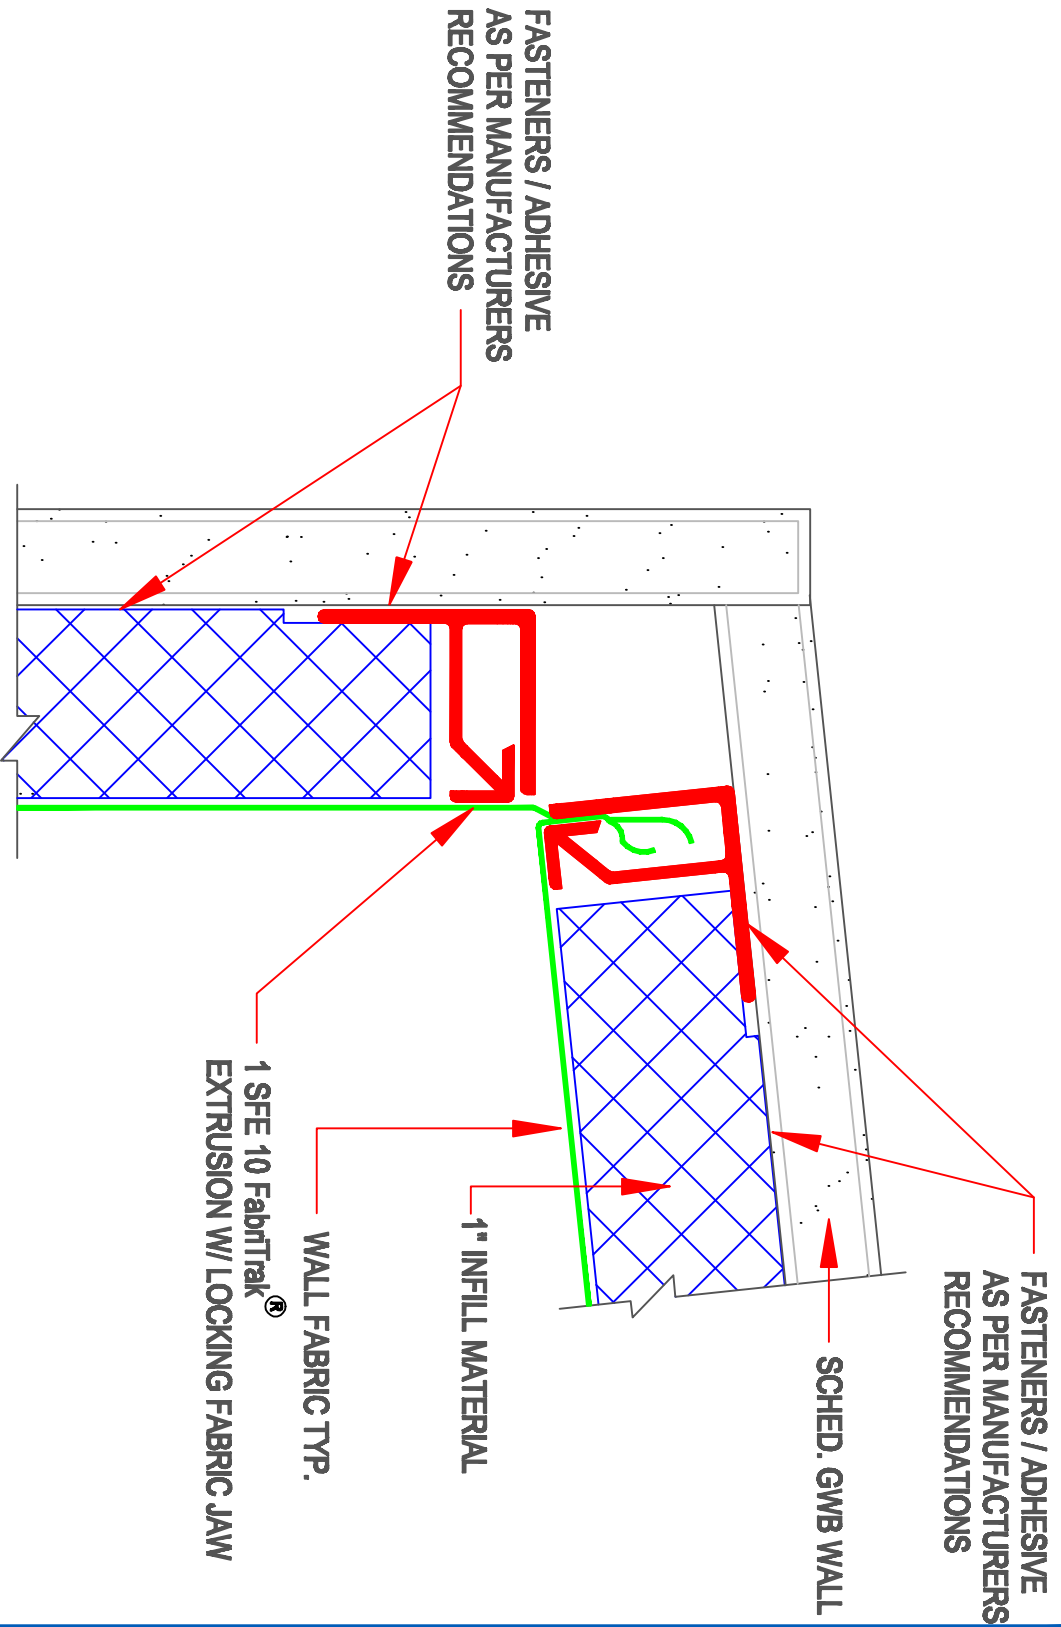 FASTENERS / ADHESIVE
AS PER MANUFACTURERS
RECOMMENDATIONS
FASTENERS / ADHESIVE
AS PER MANUFACTURERS
RECOMMENDATIONS
SCHED. GWB WALL
1" INFILL MATERIAL
WALL FABRIC TYP.
1 SFE 10 FabriTrak®
EXTRUSION W/ LOCKING FABRIC JAW